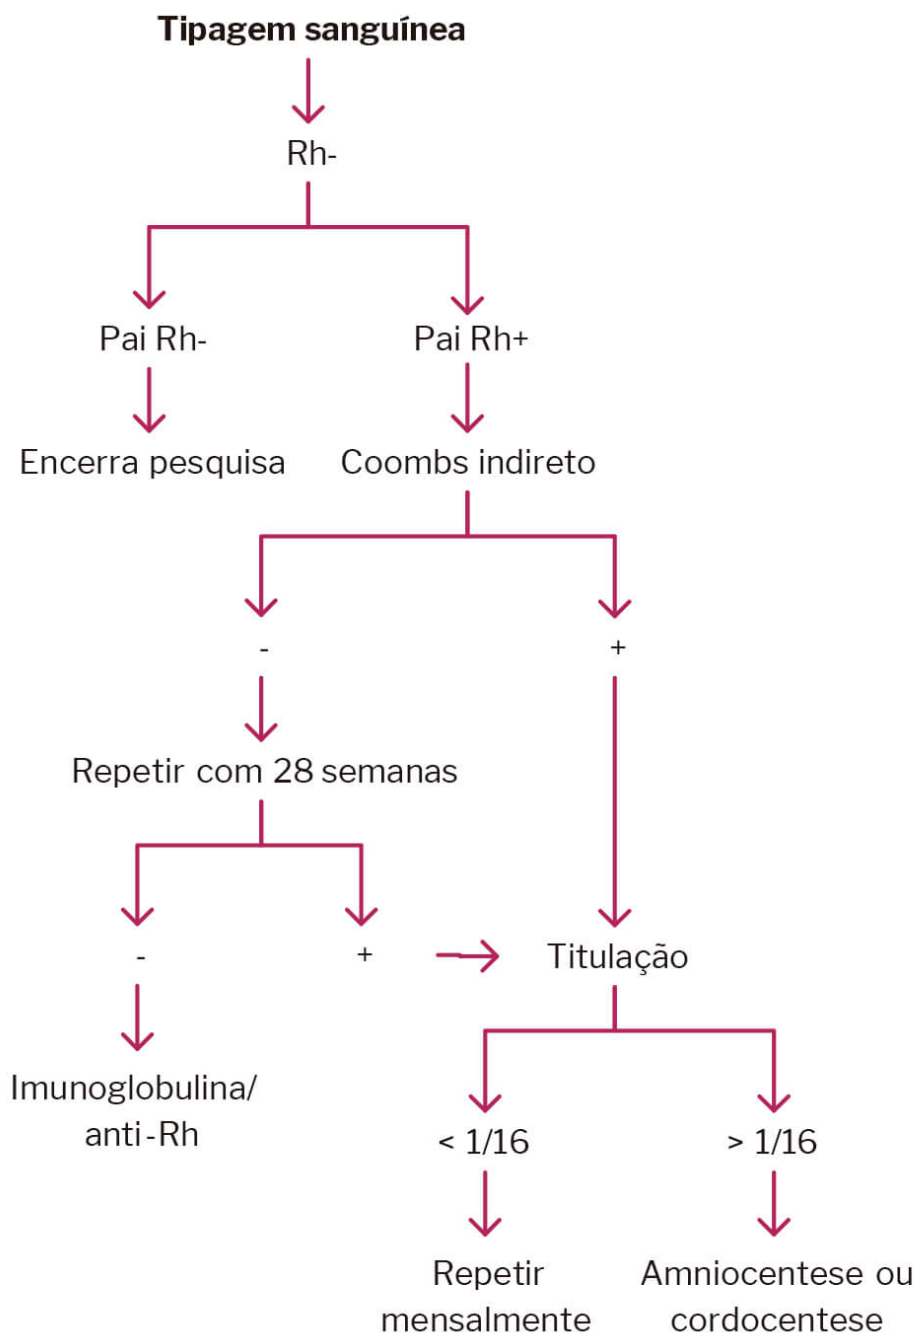 Tipagem sanguínea
Rh-
Pai Rh-
Pai Rh+
Encerra pesquisa
Coombs indireto
-
+
Repetir com 28 semanas
-
+
Titulação
Imunoglobulina/
anti-Rh
< 1/16
> 1/16
Repetir
mensalmente
Amniocentese ou
cordocentese